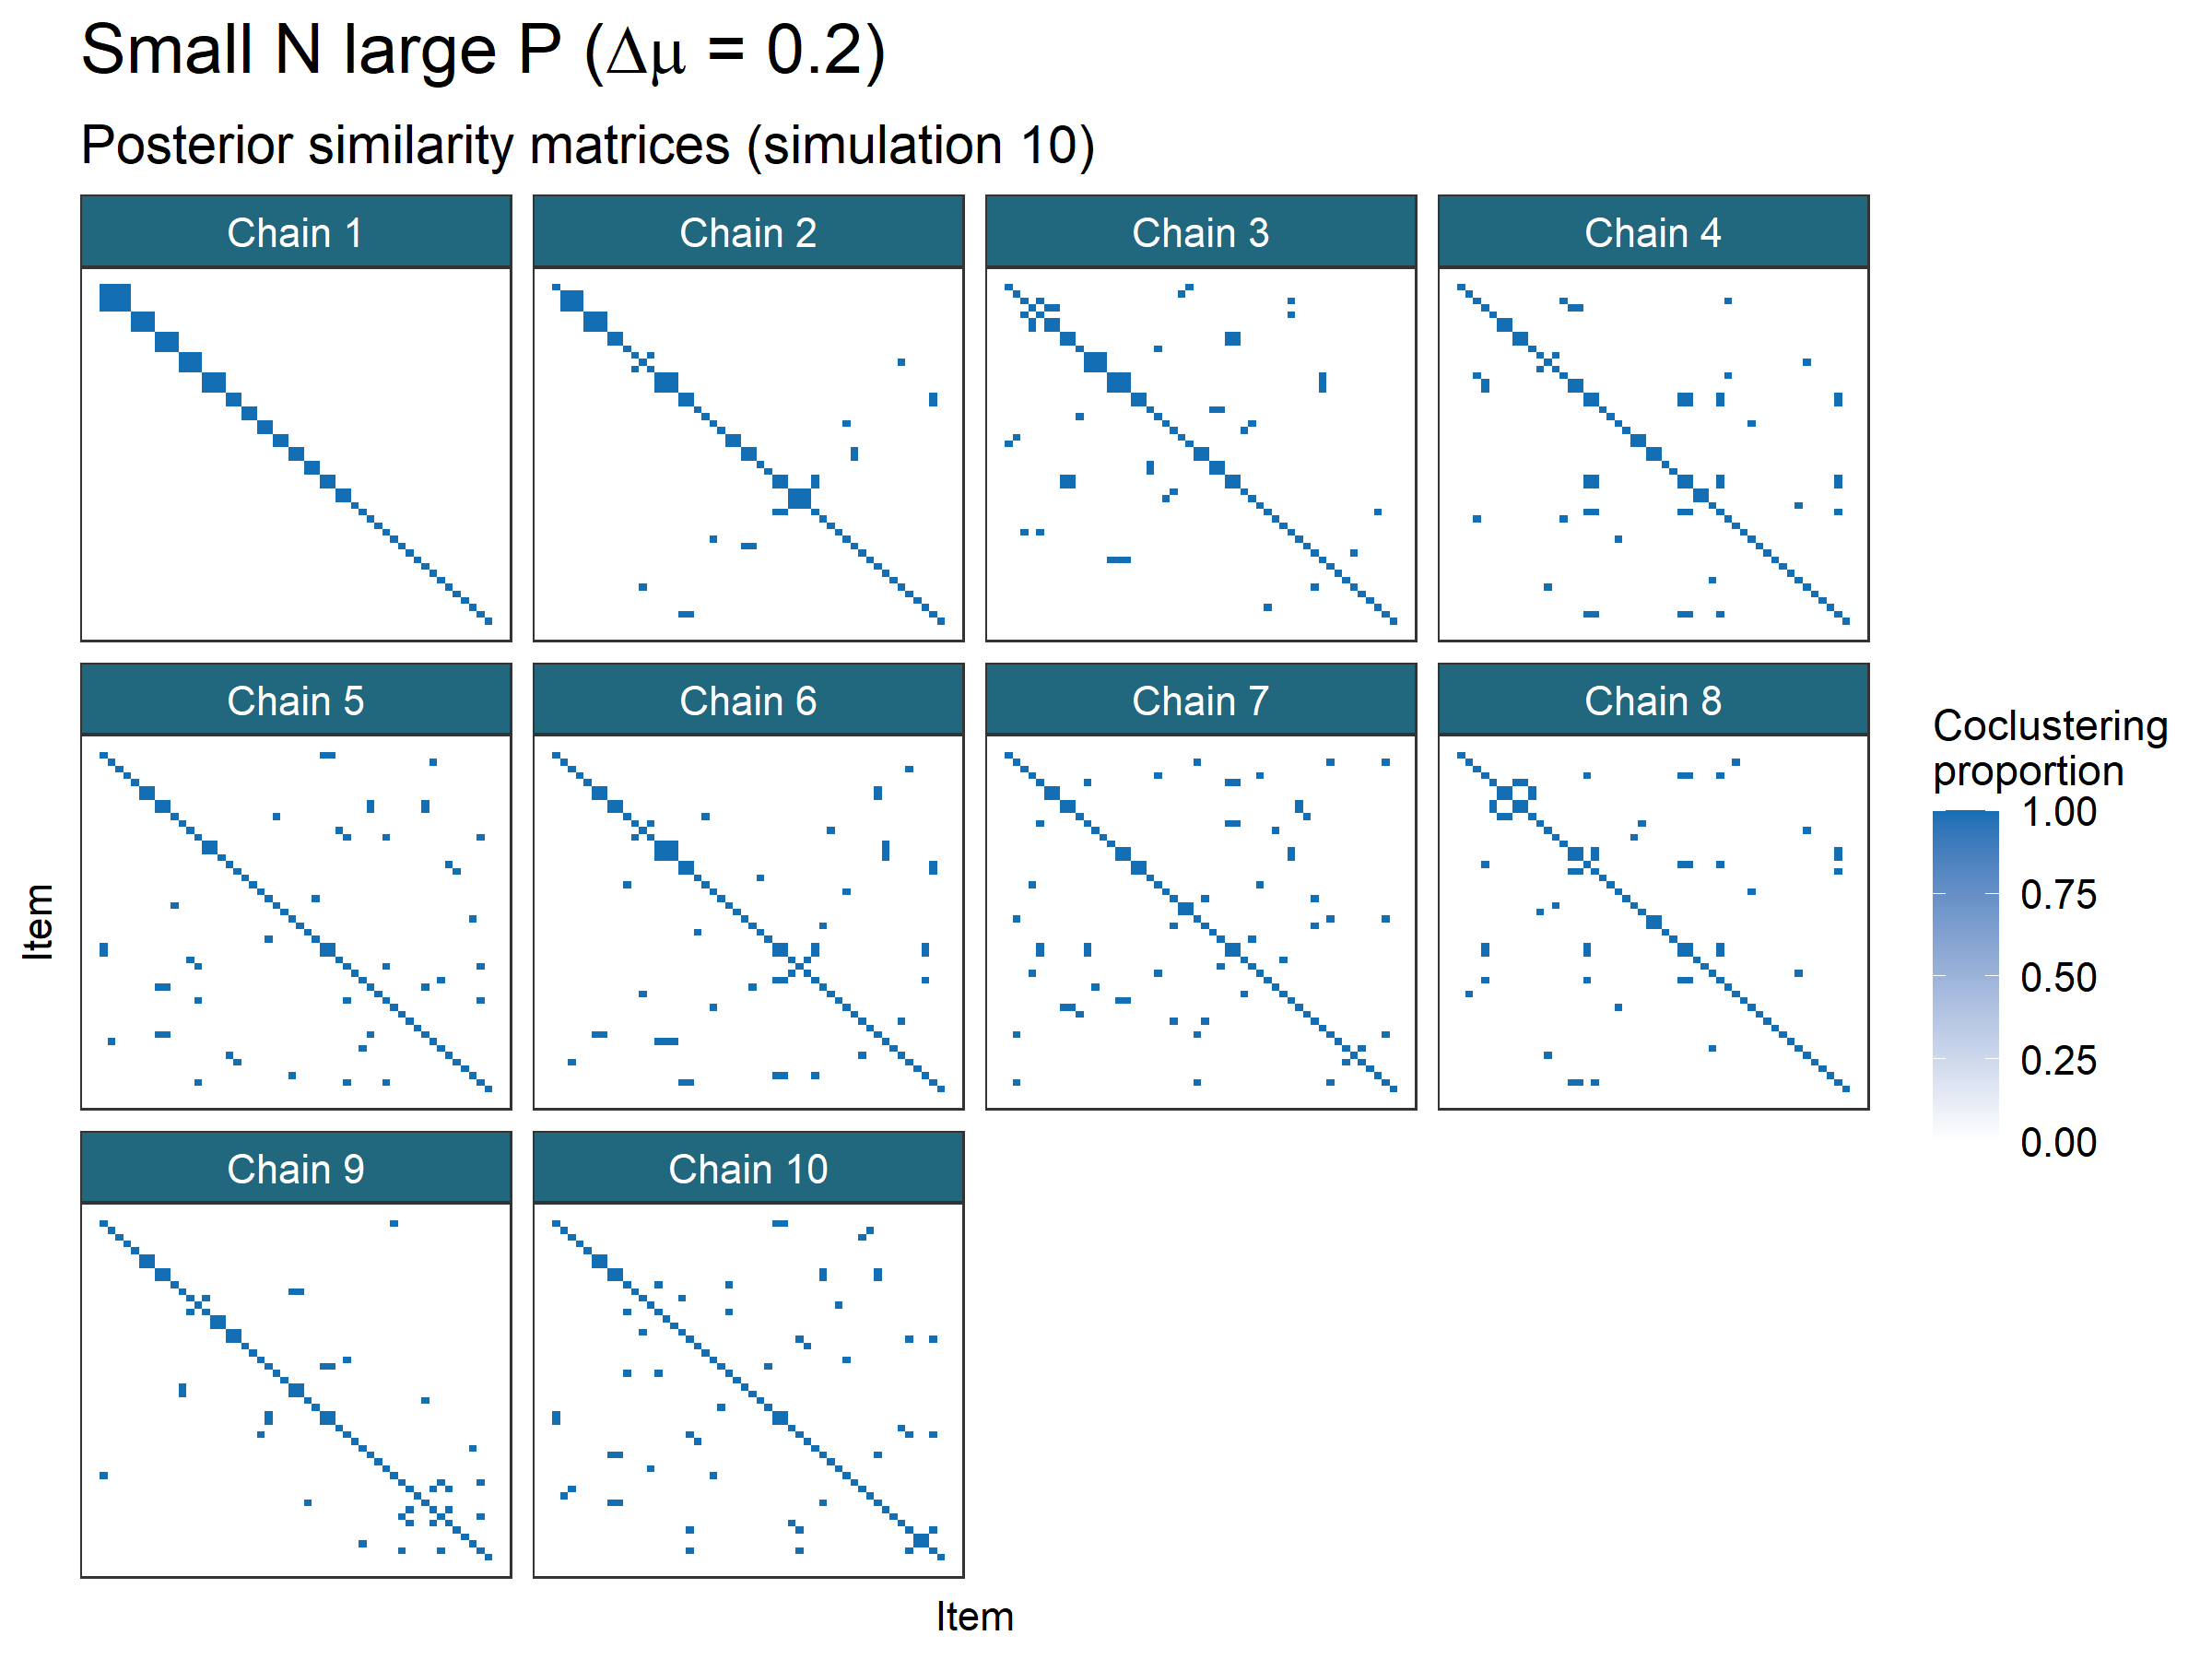 Small N large P (Δμ = 0.2)
Posterior similarity matrices (simulation 10)
Chain 1
Chain 2
Chain 3
Chain 4
Chain 5
Chain 6
Chain 7
Chain 8
Chain 9
Chain 10
Item
Item
Coclustering
proportion
1.00
0.75
0.50
0.25
0.00